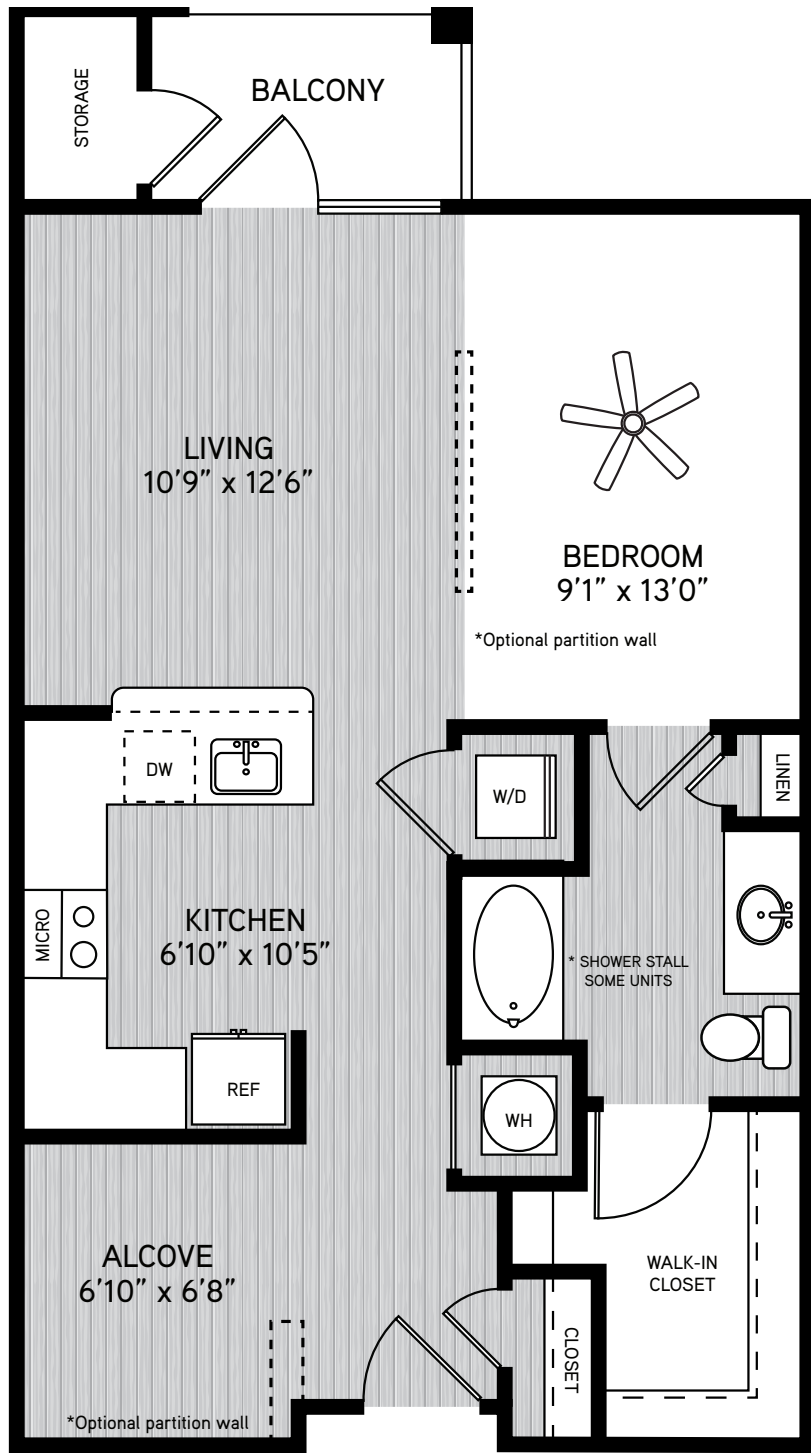 STORAGE
BALCONY
LIVING
10’9” x 12’6”
BEDROOM
9’1” x 13’0”
*Optional partition wall
DW
W/D
LINEN
MICRO
KITCHEN
6’10” x 10’5”
* SHOWER STALL
SOME UNITS
REF
WH
ALCOVE
6’10” x 6’8”
WALK-IN
CLOSET
CLOSET
*Optional partition wall